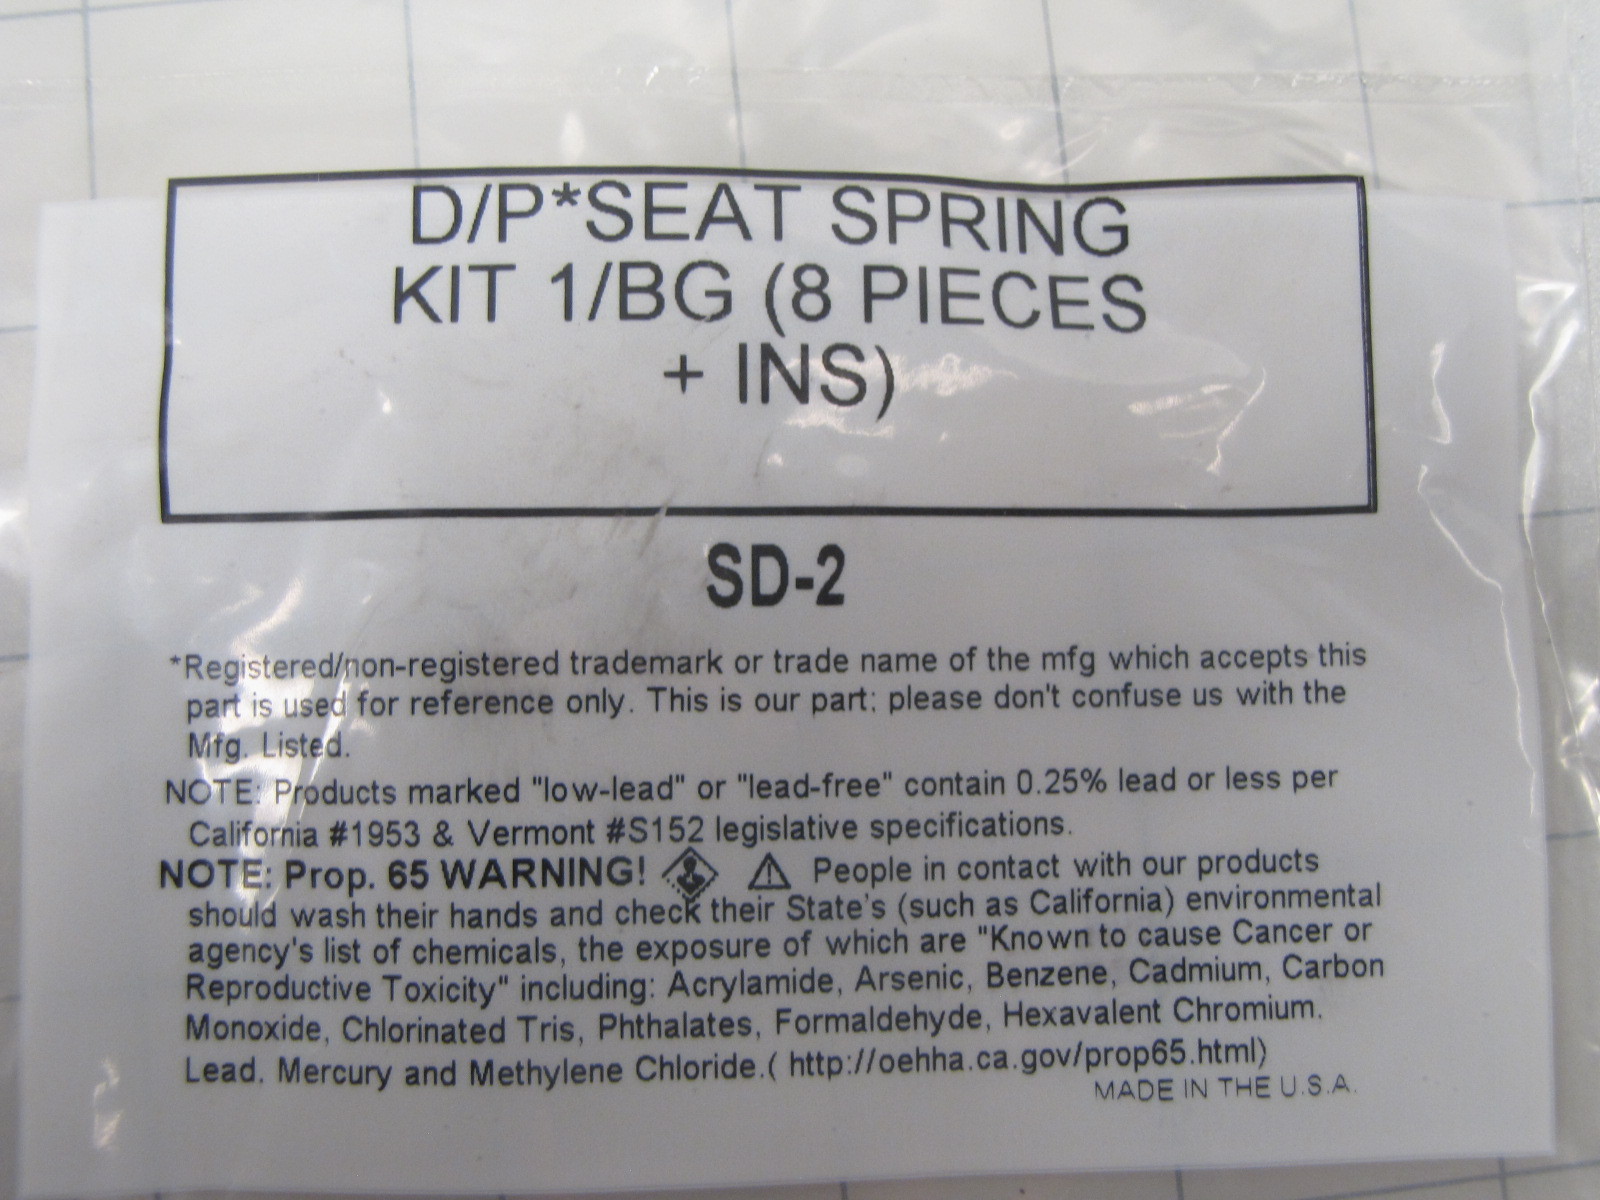 D/P*SEAT SPRING
KIT 1/BG (8 PIECES
+ INS)
SD-2
*Registered/non-registered trademark or trade name of the mfg which accepts this
part is used for reference only. This is our part; please don't confuse us with the
Mfg. Listed.
NOTE: Products marked "low-lead" or "lead-free" contain 0.25% lead or less per
California #1953 & Vermont #S152 legislative specifications.
NOTE: Prop. 65 WARNING! People in contact with our products
should wash their hands and check their State's (such as California) environmental
agency's list of chemicals, the exposure of which are "Known to cause Cancer or
Reproductive Toxicity" including: Acrylamide, Arsenic, Benzene, Cadmium, Carbon
Monoxide, Chlorinated Tris, Phthalates, Formaldehyde, Hexavalent Chromium.
Lead. Mercury and Methylene Chloride.( http://oehha.ca.gov/prop65.html)
MADE IN THE U.S.A.